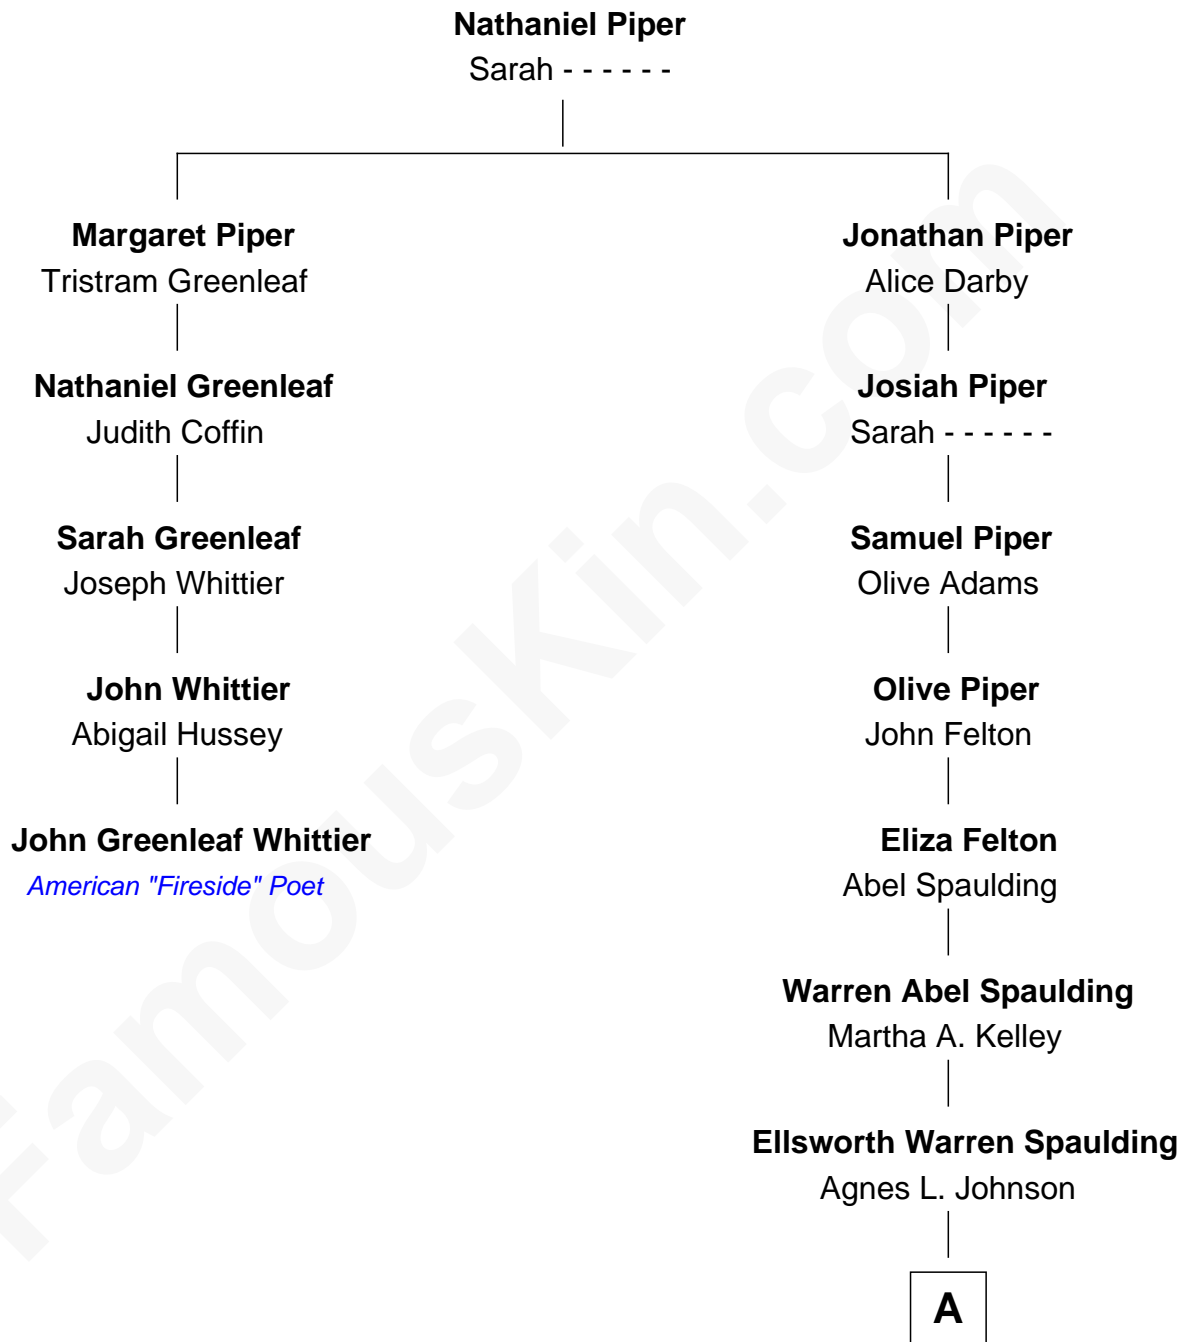 Nathaniel Piper
Sarah - - - - - -
Margaret Piper
Tristram Greenleaf
Nathaniel Greenleaf
Judith Coffin
Sarah Greenleaf
Joseph Whittier
John Whittier
Abigail Hussey
John Greenleaf Whittier
American "Fireside" Poet
Jonathan Piper
Alice Darby
Josiah Piper
Sarah - - - - - -
Samuel Piper
Olive Adams
Olive Piper
John Felton
Eliza Felton
Abel Spaulding
Warren Abel Spaulding
Martha A. Kelley
Ellsworth Warren Spaulding
Agnes L. Johnson
A
FamousKin.com